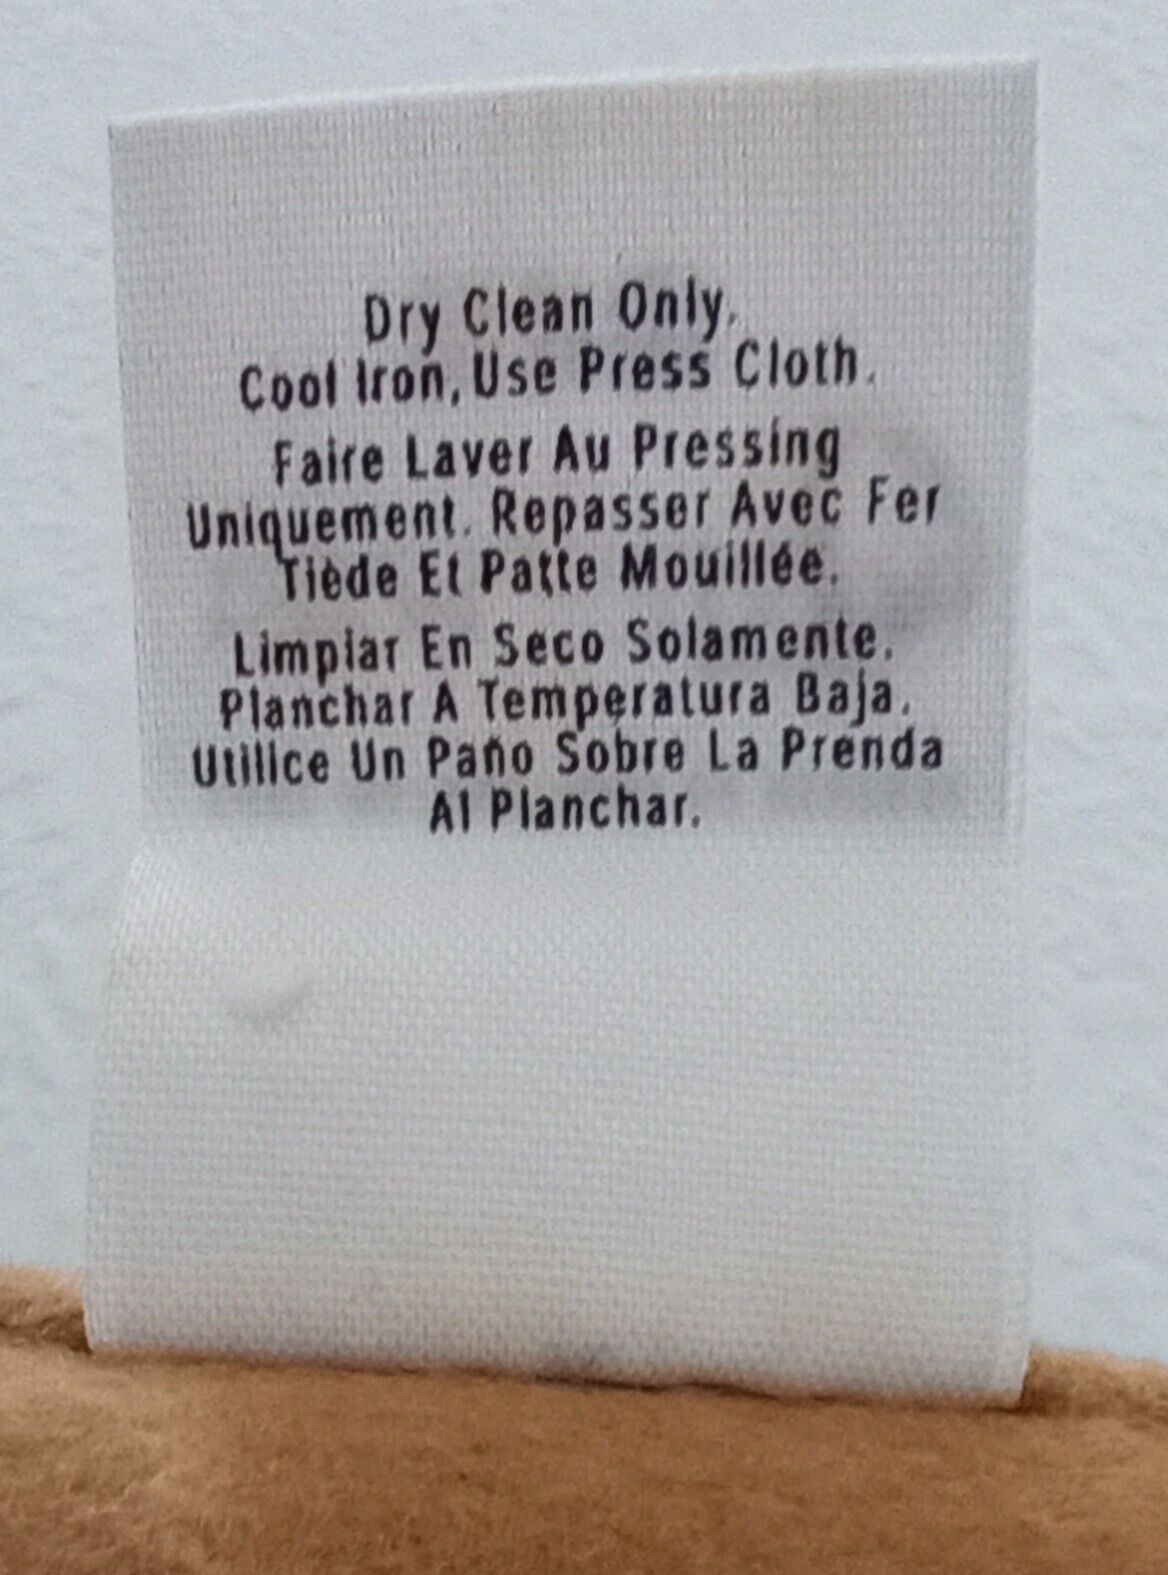 Dry Clean Only.
Cool Iron, Use Press Cloth.
Faire Laver Au Pressing
Uniquement. Repasser Avec Fer
Tiède Et Patte Mouillée.
Limpiar En Seco Solamente.
Planchar A Temperatura Baja.
Utilice Un Paño Sobre La Prenda
Al Planchar.